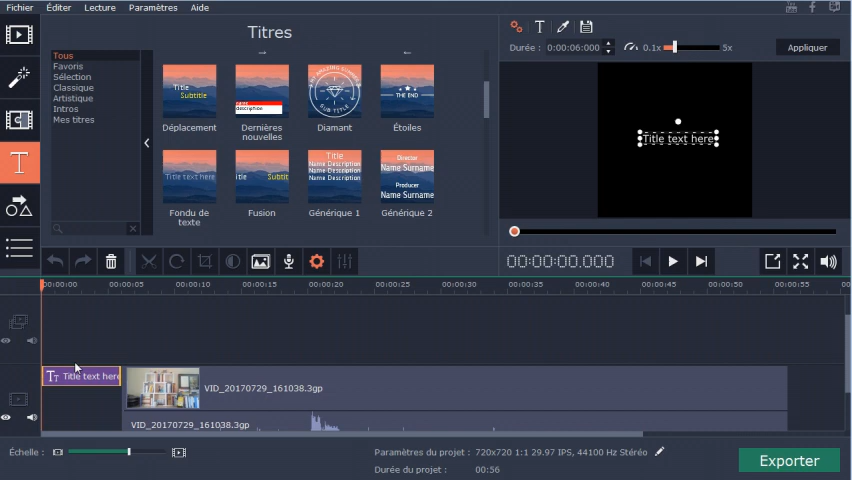 Fichier Éditer Lecture Paramètres Aide
You Tube
Titres
Tous
Favoris
Sélection
Classique
Artistique
Intros
Mes titres
Title
Subtitle
Déplacement
description
Dernières
nouvelles
SUB TITLE
Diamant
THE END
Étoiles
Title text here
Fondu de
texte
Title Subtit
Fusion
Title
Name Description
Name Description
Name Description
Générique 1
Director
Name Surname
Producer
Name Surname
Générique 2
Durée : 0:00:06:000 0.1x 5x Appliquer
Title text here
00:00:00.000
00:00:00 00:00:05 00:00:10 00:00:15 00:00:20 00:00:25 00:00:30 00:00:35 00:00:40 00:00:45 00:00:50 00:00:55
Title text here
VID_20170729_161038.3gp
VID_20170729_161038.3gp
Échelle :
Paramètres du projet : 720x720 1:1 29.97 IPS, 44100 Hz Stéréo
Durée du projet : 00:56
Exporter